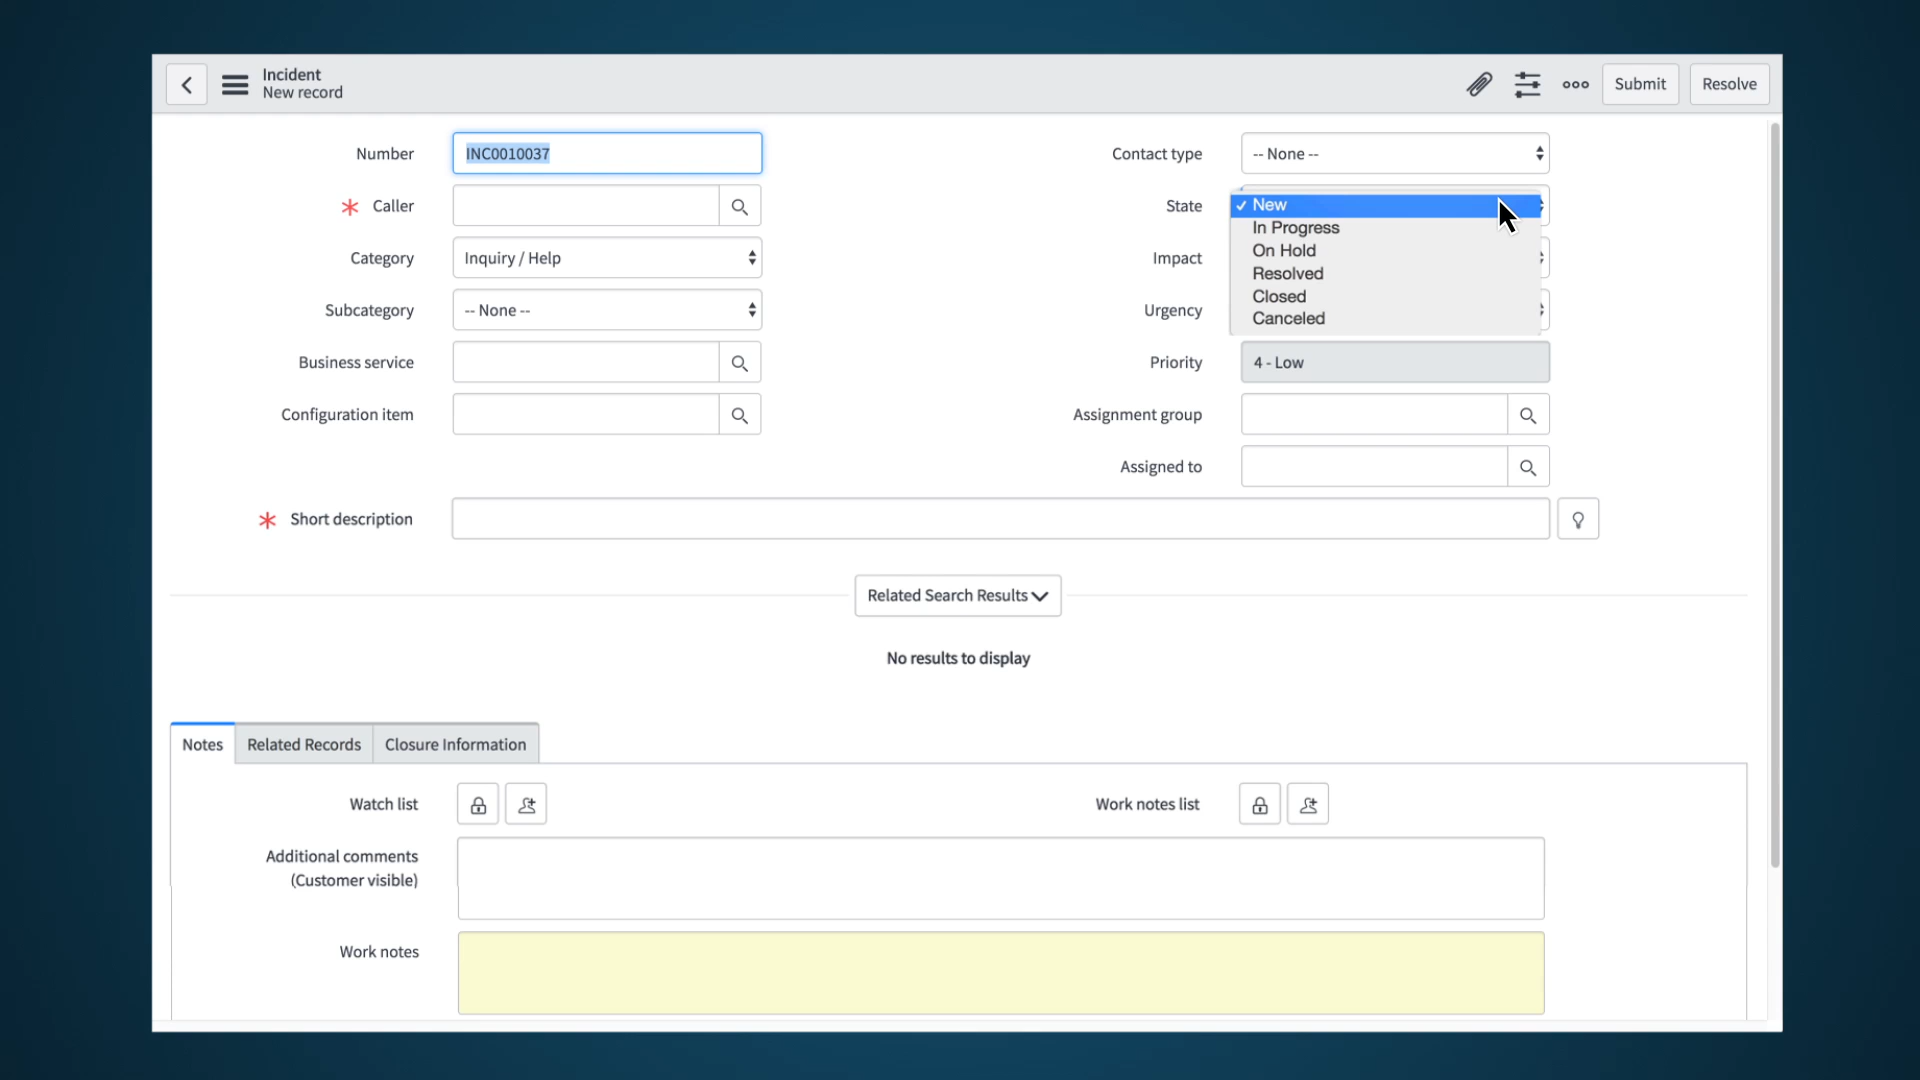 Incident
New record
Submit
Resolve
Number
INC0010037
Contact type
-- None --
Caller
State
New
In Progress
On Hold
Resolved
Closed
Canceled
Category
Inquiry / Help
Impact
Subcategory
-- None --
Urgency
Business service
Priority
4 - Low
Configuration item
Assignment group
Assigned to
Short description
Related Search Results
No results to display
Notes
Related Records
Closure Information
Watch list
Work notes list
Additional comments
(Customer visible)
Work notes